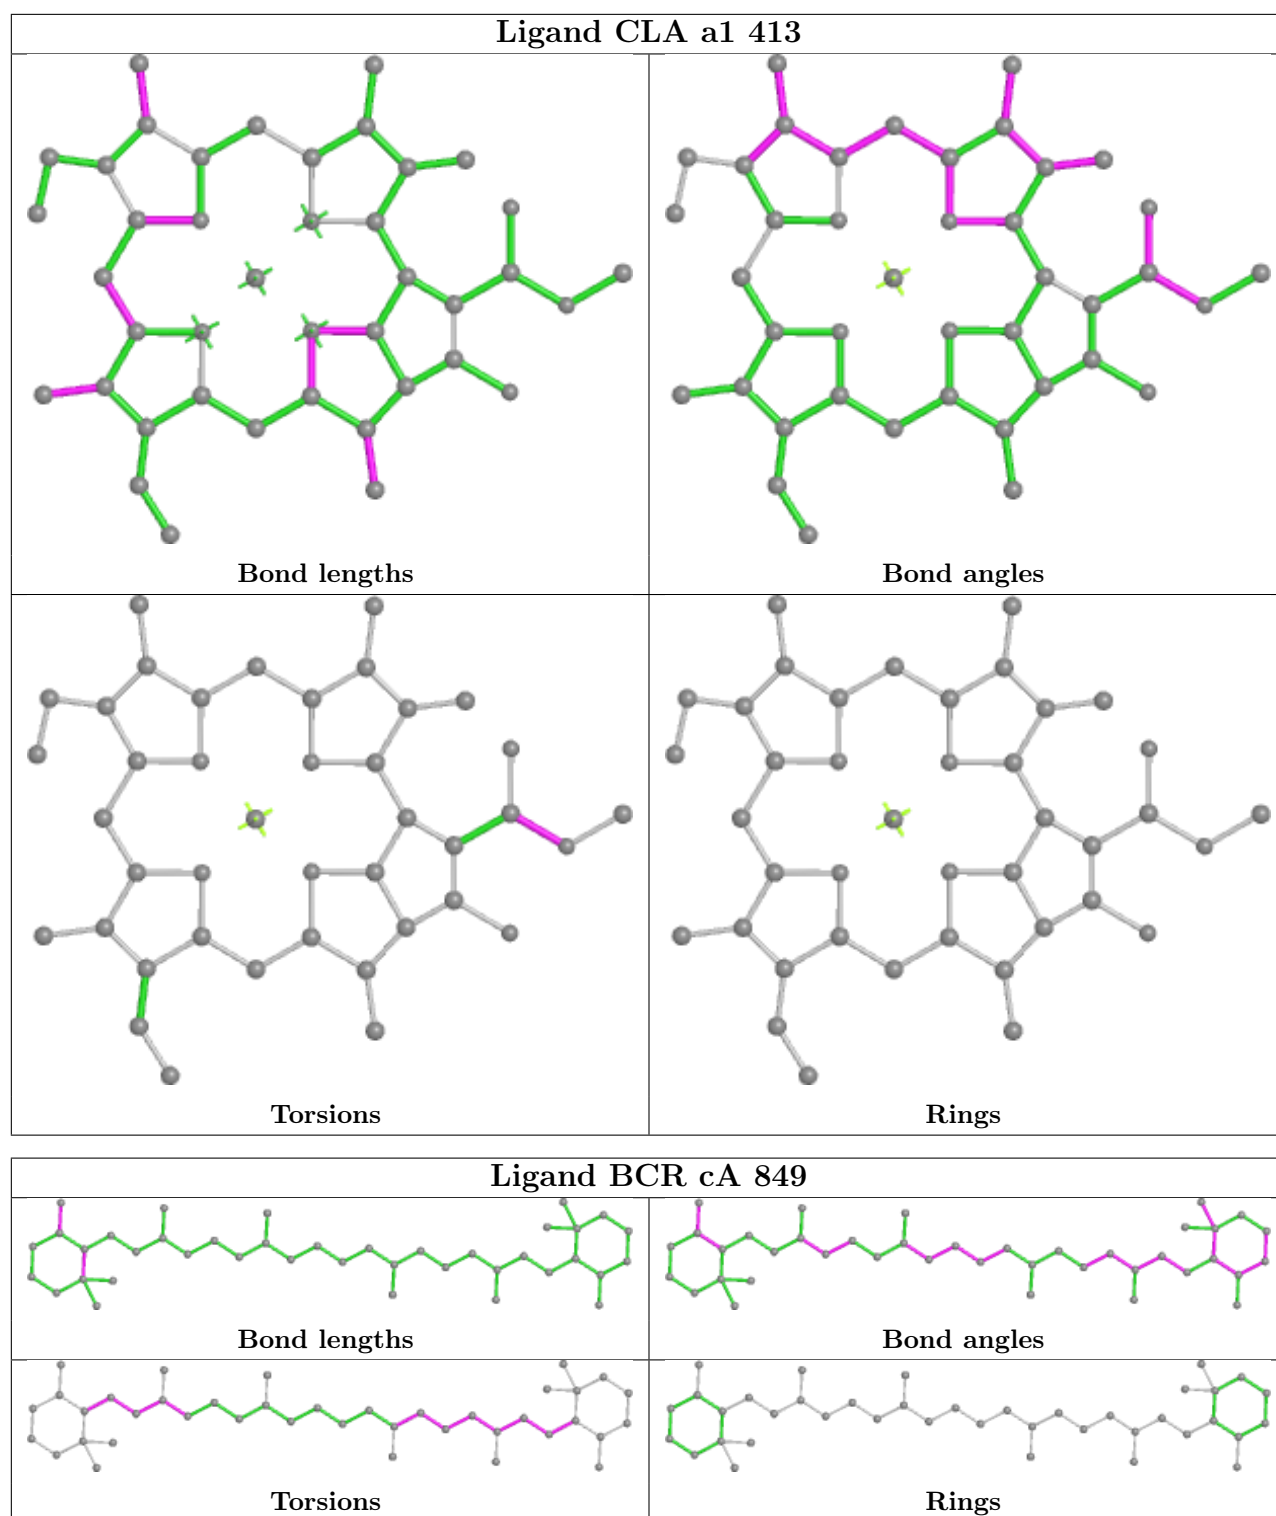 Ligand CLA a1 413
Bond lengths
Bond angles
Torsions
Rings
Ligand BCR cA 849
Bond lengths
Bond angles
Torsions
Rings